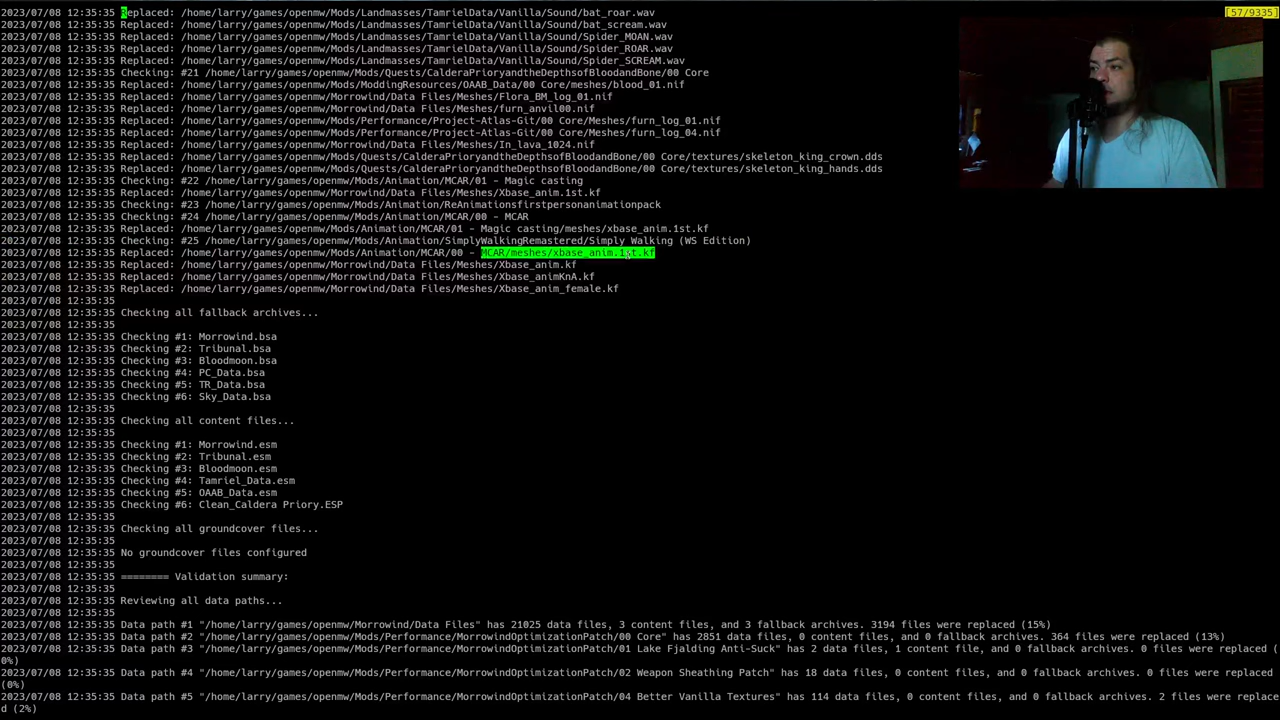 2023/07/08 12:35:35 Replaced: /home/larry/games/openmw/Mods/Landmasses/TamrielData/Vanilla/Sound/bat_roar.wav [57/9335]
2023/07/08 12:35:35 Replaced: /home/larry/games/openmw/Mods/Landmasses/TamrielData/Vanilla/Sound/bat_scream.wav
2023/07/08 12:35:35 Replaced: /home/larry/games/openmw/Mods/Landmasses/TamrielData/Vanilla/Sound/Spider_MOAN.wav
2023/07/08 12:35:35 Replaced: /home/larry/games/openmw/Mods/Landmasses/TamrielData/Vanilla/Sound/Spider_ROAR.wav
2023/07/08 12:35:35 Replaced: /home/larry/games/openmw/Mods/Landmasses/TamrielData/Vanilla/Sound/Spider_SCREAM.wav
2023/07/08 12:35:35 Checking: #21 /home/larry/games/openmw/Mods/Quests/CalderaPrioryandtheDepthsofBloodandBone/00 Core
2023/07/08 12:35:35 Replaced: /home/larry/games/openmw/Mods/ModdingResources/OAAB_Data/00 Core/meshes/blood_01.nif
2023/07/08 12:35:35 Replaced: /home/larry/games/openmw/Morrowind/Data Files/Meshes/Flora_BM_log_01.nif
2023/07/08 12:35:35 Replaced: /home/larry/games/openmw/Morrowind/Data Files/Meshes/furn_anvil00.nif
2023/07/08 12:35:35 Replaced: /home/larry/games/openmw/Mods/Performance/Project-Atlas-Git/00 Core/Meshes/furn_log_01.nif
2023/07/08 12:35:35 Replaced: /home/larry/games/openmw/Mods/Performance/Project-Atlas-Git/00 Core/Meshes/furn_log_04.nif
2023/07/08 12:35:35 Replaced: /home/larry/games/openmw/Morrowind/Data Files/Meshes/In_lava_1024.nif
2023/07/08 12:35:35 Replaced: /home/larry/games/openmw/Mods/Quests/CalderaPrioryandtheDepthsofBloodandBone/00 Core/textures/skeleton_king_crown.dds
2023/07/08 12:35:35 Replaced: /home/larry/games/openmw/Mods/Quests/CalderaPrioryandtheDepthsofBloodandBone/00 Core/textures/skeleton_king_hands.dds
2023/07/08 12:35:35 Checking: #22 /home/larry/games/openmw/Mods/Animation/MCAR/01 - Magic casting
2023/07/08 12:35:35 Replaced: /home/larry/games/openmw/Morrowind/Data Files/Meshes/Xbase_anim.1st.kf
2023/07/08 12:35:35 Checking: #23 /home/larry/games/openmw/Mods/Animation/ReAnimationsfirstpersonanimationpack
2023/07/08 12:35:35 Checking: #24 /home/larry/games/openmw/Mods/Animation/MCAR/00 - MCAR
2023/07/08 12:35:35 Replaced: /home/larry/games/openmw/Mods/Animation/MCAR/01 - Magic casting/meshes/xbase_anim.1st.kf
2023/07/08 12:35:35 Checking: #25 /home/larry/games/openmw/Mods/Animation/SimplyWalkingRemastered/Simply Walking (WS Edition)
2023/07/08 12:35:35 Replaced: /home/larry/games/openmw/Mods/Animation/MCAR/00 - MCAR/meshes/xbase_anim.1st.kf
2023/07/08 12:35:35 Replaced: /home/larry/games/openmw/Morrowind/Data Files/Meshes/Xbase_anim.kf
2023/07/08 12:35:35 Replaced: /home/larry/games/openmw/Morrowind/Data Files/Meshes/Xbase_animKnA.kf
2023/07/08 12:35:35 Replaced: /home/larry/games/openmw/Morrowind/Data Files/Meshes/Xbase_anim_female.kf
2023/07/08 12:35:35
2023/07/08 12:35:35 Checking all fallback archives...
2023/07/08 12:35:35
2023/07/08 12:35:35 Checking #1: Morrowind.bsa
2023/07/08 12:35:35 Checking #2: Tribunal.bsa
2023/07/08 12:35:35 Checking #3: Bloodmoon.bsa
2023/07/08 12:35:35 Checking #4: PC_Data.bsa
2023/07/08 12:35:35 Checking #5: TR_Data.bsa
2023/07/08 12:35:35 Checking #6: Sky_Data.bsa
2023/07/08 12:35:35
2023/07/08 12:35:35 Checking all content files...
2023/07/08 12:35:35
2023/07/08 12:35:35 Checking #1: Morrowind.esm
2023/07/08 12:35:35 Checking #2: Tribunal.esm
2023/07/08 12:35:35 Checking #3: Bloodmoon.esm
2023/07/08 12:35:35 Checking #4: Tamriel_Data.esm
2023/07/08 12:35:35 Checking #5: OAAB_Data.esm
2023/07/08 12:35:35 Checking #6: Clean_Caldera Priory.ESP
2023/07/08 12:35:35
2023/07/08 12:35:35 Checking all groundcover files...
2023/07/08 12:35:35
2023/07/08 12:35:35 No groundcover files configured
2023/07/08 12:35:35
2023/07/08 12:35:35 ======== Validation summary:
2023/07/08 12:35:35
2023/07/08 12:35:35 Reviewing all data paths...
2023/07/08 12:35:35
2023/07/08 12:35:35 Data path #1 "/home/larry/games/openmw/Morrowind/Data Files" has 21025 data files, 3 content files, and 3 fallback archives. 3194 files were replaced (15%)
2023/07/08 12:35:35 Data path #2 "/home/larry/games/openmw/Mods/Performance/MorrowindOptimizationPatch/00 Core" has 2851 data files, 0 content files, and 0 fallback archives. 364 files were replaced (13%)
2023/07/08 12:35:35 Data path #3 "/home/larry/games/openmw/Mods/Performance/MorrowindOptimizationPatch/01 Lake Fjalding Anti-Suck" has 2 data files, 1 content file, and 0 fallback archives. 0 files were replaced (
0%)
2023/07/08 12:35:35 Data path #4 "/home/larry/games/openmw/Mods/Performance/MorrowindOptimizationPatch/02 Weapon Sheathing Patch" has 18 data files, 0 content files, and 0 fallback archives. 0 files were replaced
(0%)
2023/07/08 12:35:35 Data path #5 "/home/larry/games/openmw/Mods/Performance/MorrowindOptimizationPatch/04 Better Vanilla Textures" has 114 data files, 0 content files, and 0 fallback archives. 2 files were replace
d (2%)